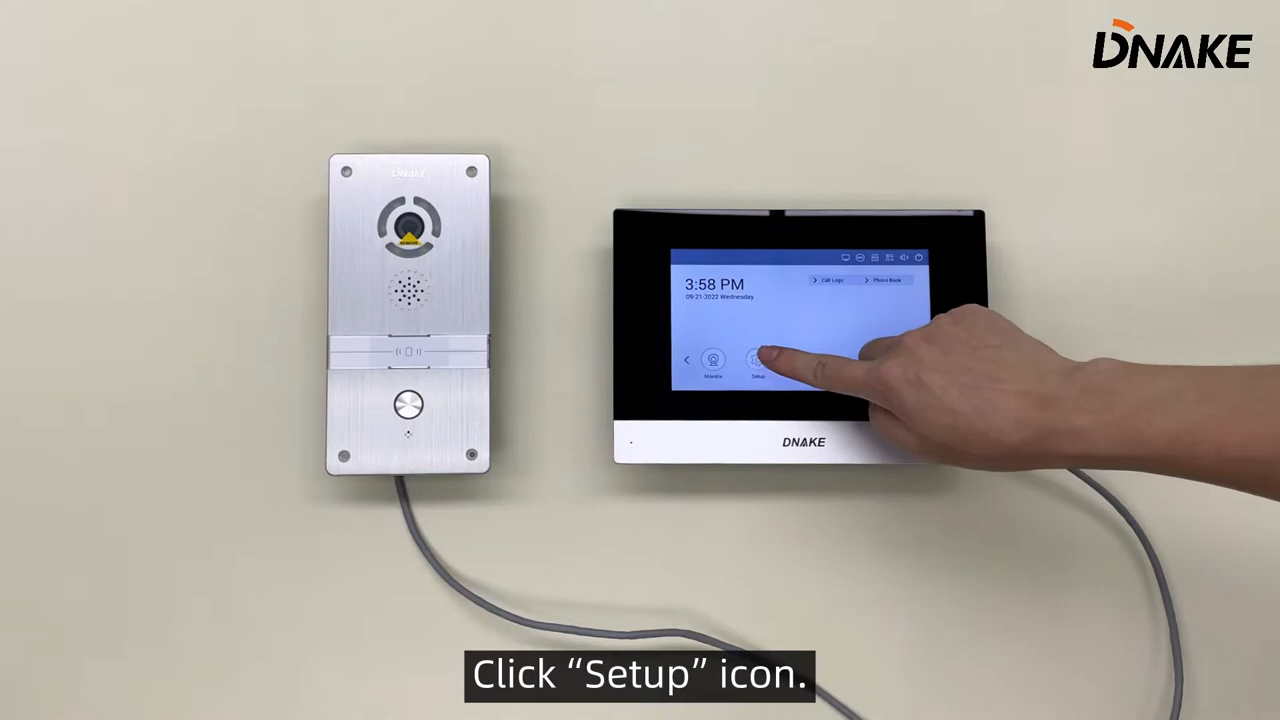 DNAKE
DNAKE
REMOVE
3:58 PM
09-21-2022 Wednesday
Call Logs
Phone Book
Monitor
Setup
DNAKE
Click “Setup” icon.